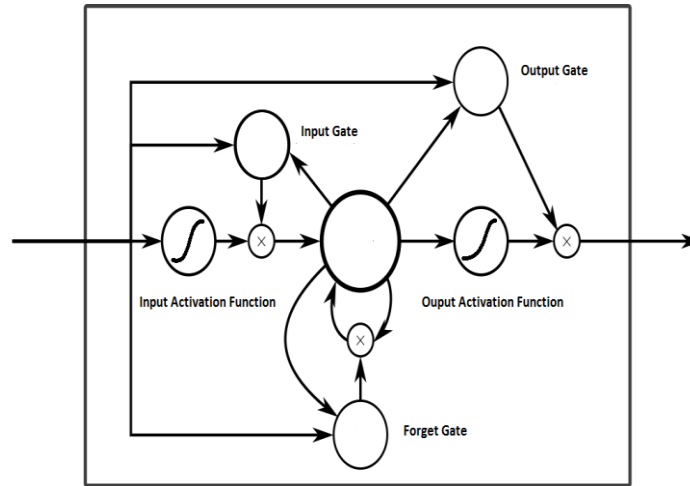 Output Gate
Input Gate
X
X
Input Activation Function
Ouput Activation Function
X
Forget Gate